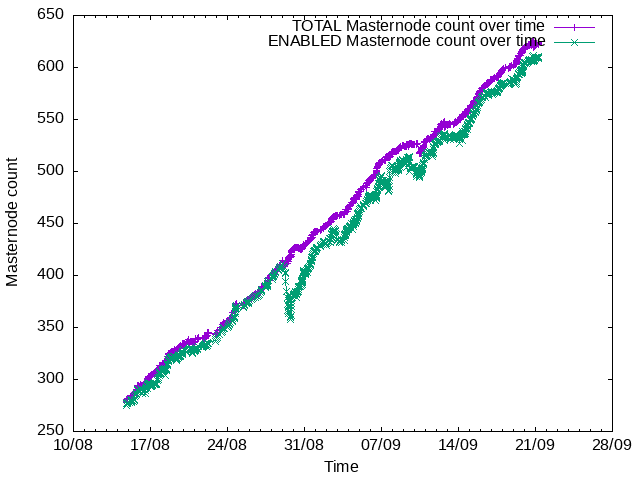 650
600
550
500
450
400
350
300
250
Masternode count
TOTAL Masternode count over time
ENABLED Masternode count over time
10/08 17/08 24/08 31/08 07/09 14/09 21/09 28/09
Time